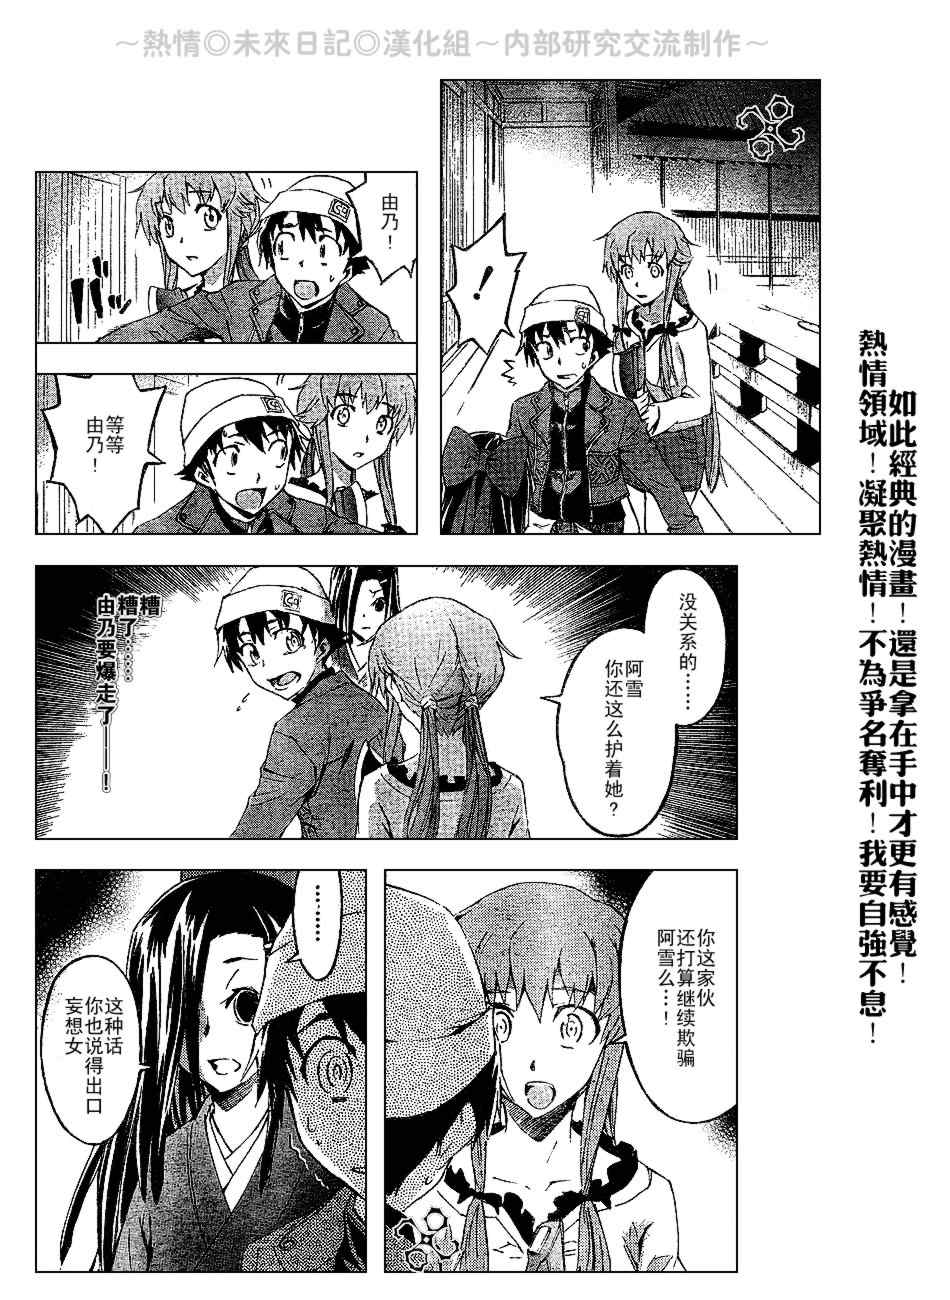 ～熱情◎未來日記◎漢化組～内部研究交流制作～
！
由乃！
等等
由乃！
没关系的……
阿雪
你还这么护着她？
糟糟
了……
由乃要爆走了——！
你这家伙
还打算继续欺骗
阿雪么…！
……
这种话
你也说得出口
妄想女
如此經典的漫畫！還是拿在手中才更有感覺！
熱情領域！凝聚熱情！不為爭名奪利！我要自強不息！